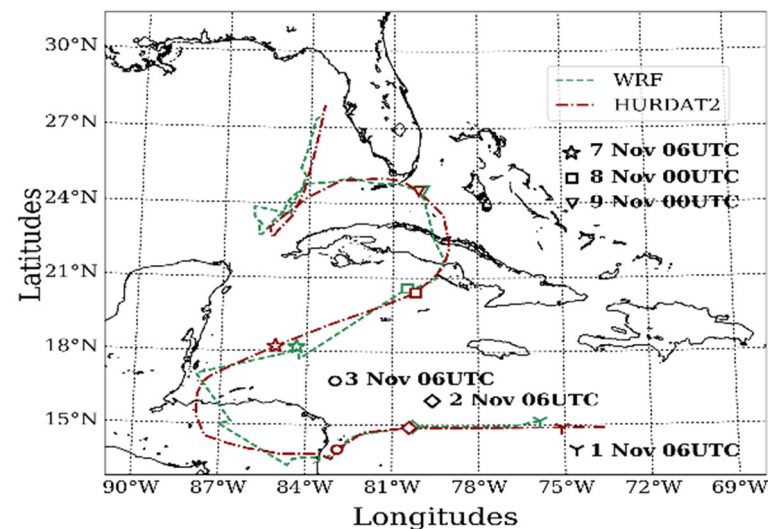 30°N
27°N
24°N
21°N
18°N
15°N
Latitudes
WRF
HURDAT2
7 Nov 06UTC
8 Nov 00UTC
9 Nov 00UTC
3 Nov 06UTC
2 Nov 06UTC
1 Nov 06UTC
90°W 87°W 84°W 81°W 78°W 75°W 72°W 69°W
Longitudes